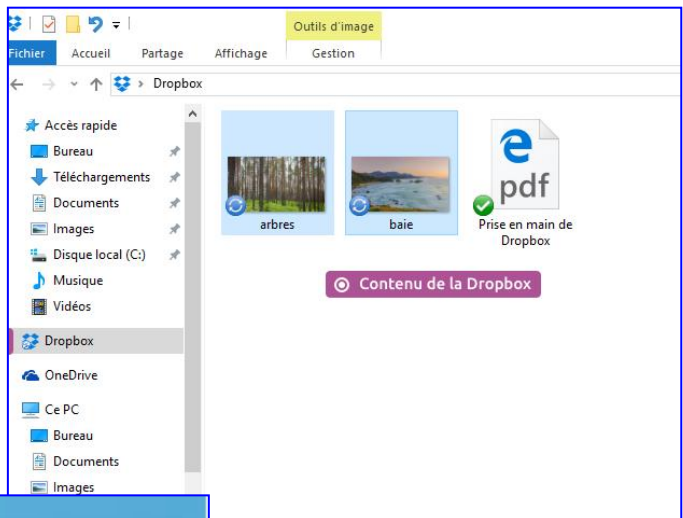 Outils d'image
Fichier Accueil Partage Affichage Gestion
Dropbox
Accès rapide
Bureau
Téléchargements
Documents
Images
Disque local (C:)
Musique
Vidéos
Dropbox
OneDrive
Ce PC
Bureau
Documents
Images
arbres
baie
pdf
Prise en main de
Dropbox
Contenu de la Dropbox